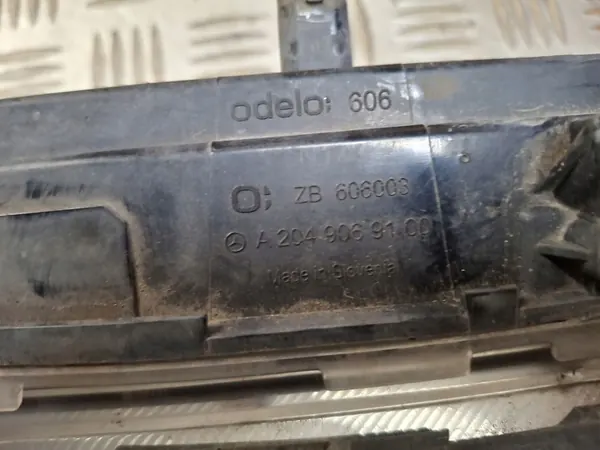 odelo; 606
O; ZB 606003
A 204 906 91 00
Made in Slovenia